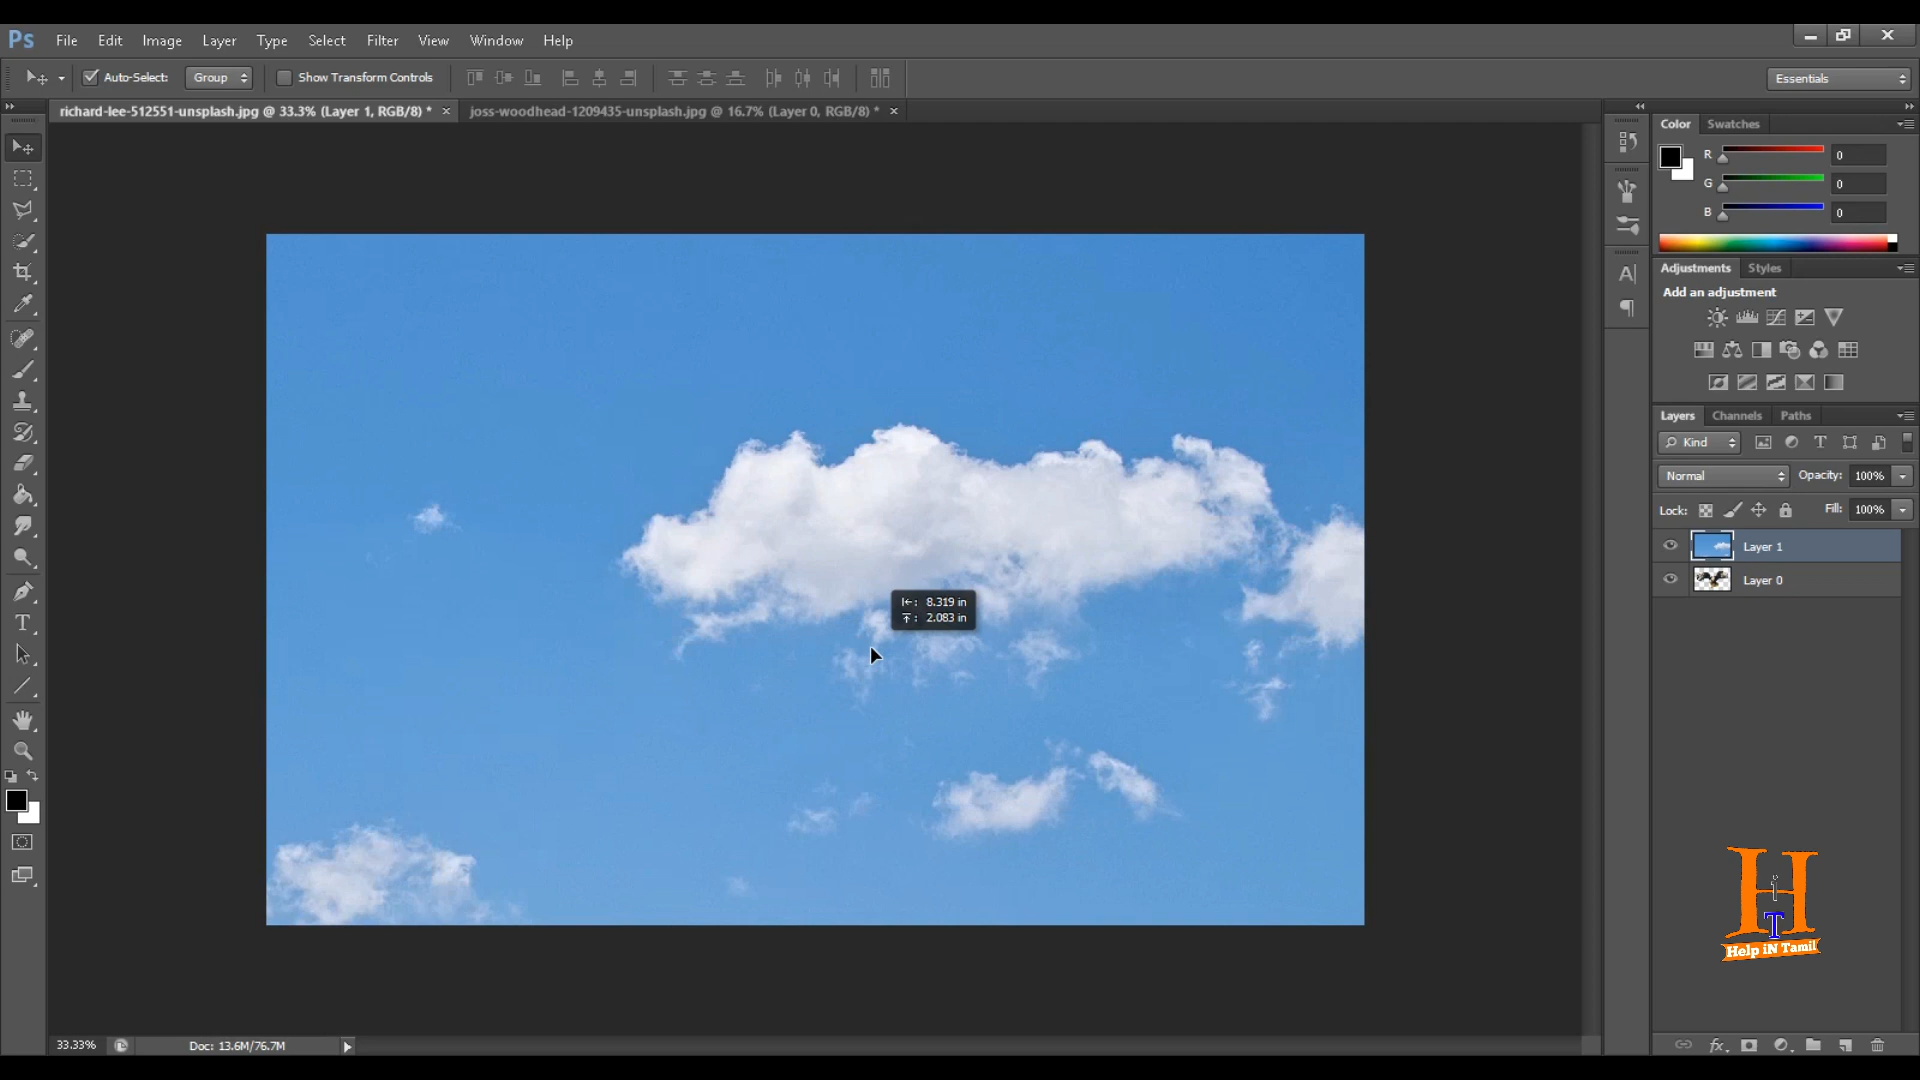 Ps File Edit Image Layer Type Select Filter View Window Help
Auto-Select: Group Show Transform Controls Essentials
richard-lee-512551-unsplash.jpg @ 33.3% (Layer 1, RGB/8) * × joss-woodhead-1209435-unsplash.jpg @ 16.7% (Layer 0, RGB/8) * ×
Color Swatches
R 0
G 0
B 0
Adjustments Styles
Add an adjustment
Layers Channels Paths
Kind
Normal Opacity: 100%
Lock: Fill: 100%
Layer 1
Layer 0
8.319 in
2.083 in
H i T
Help iN Tamil
33.33% Doc: 13.6M/76.7M
fx